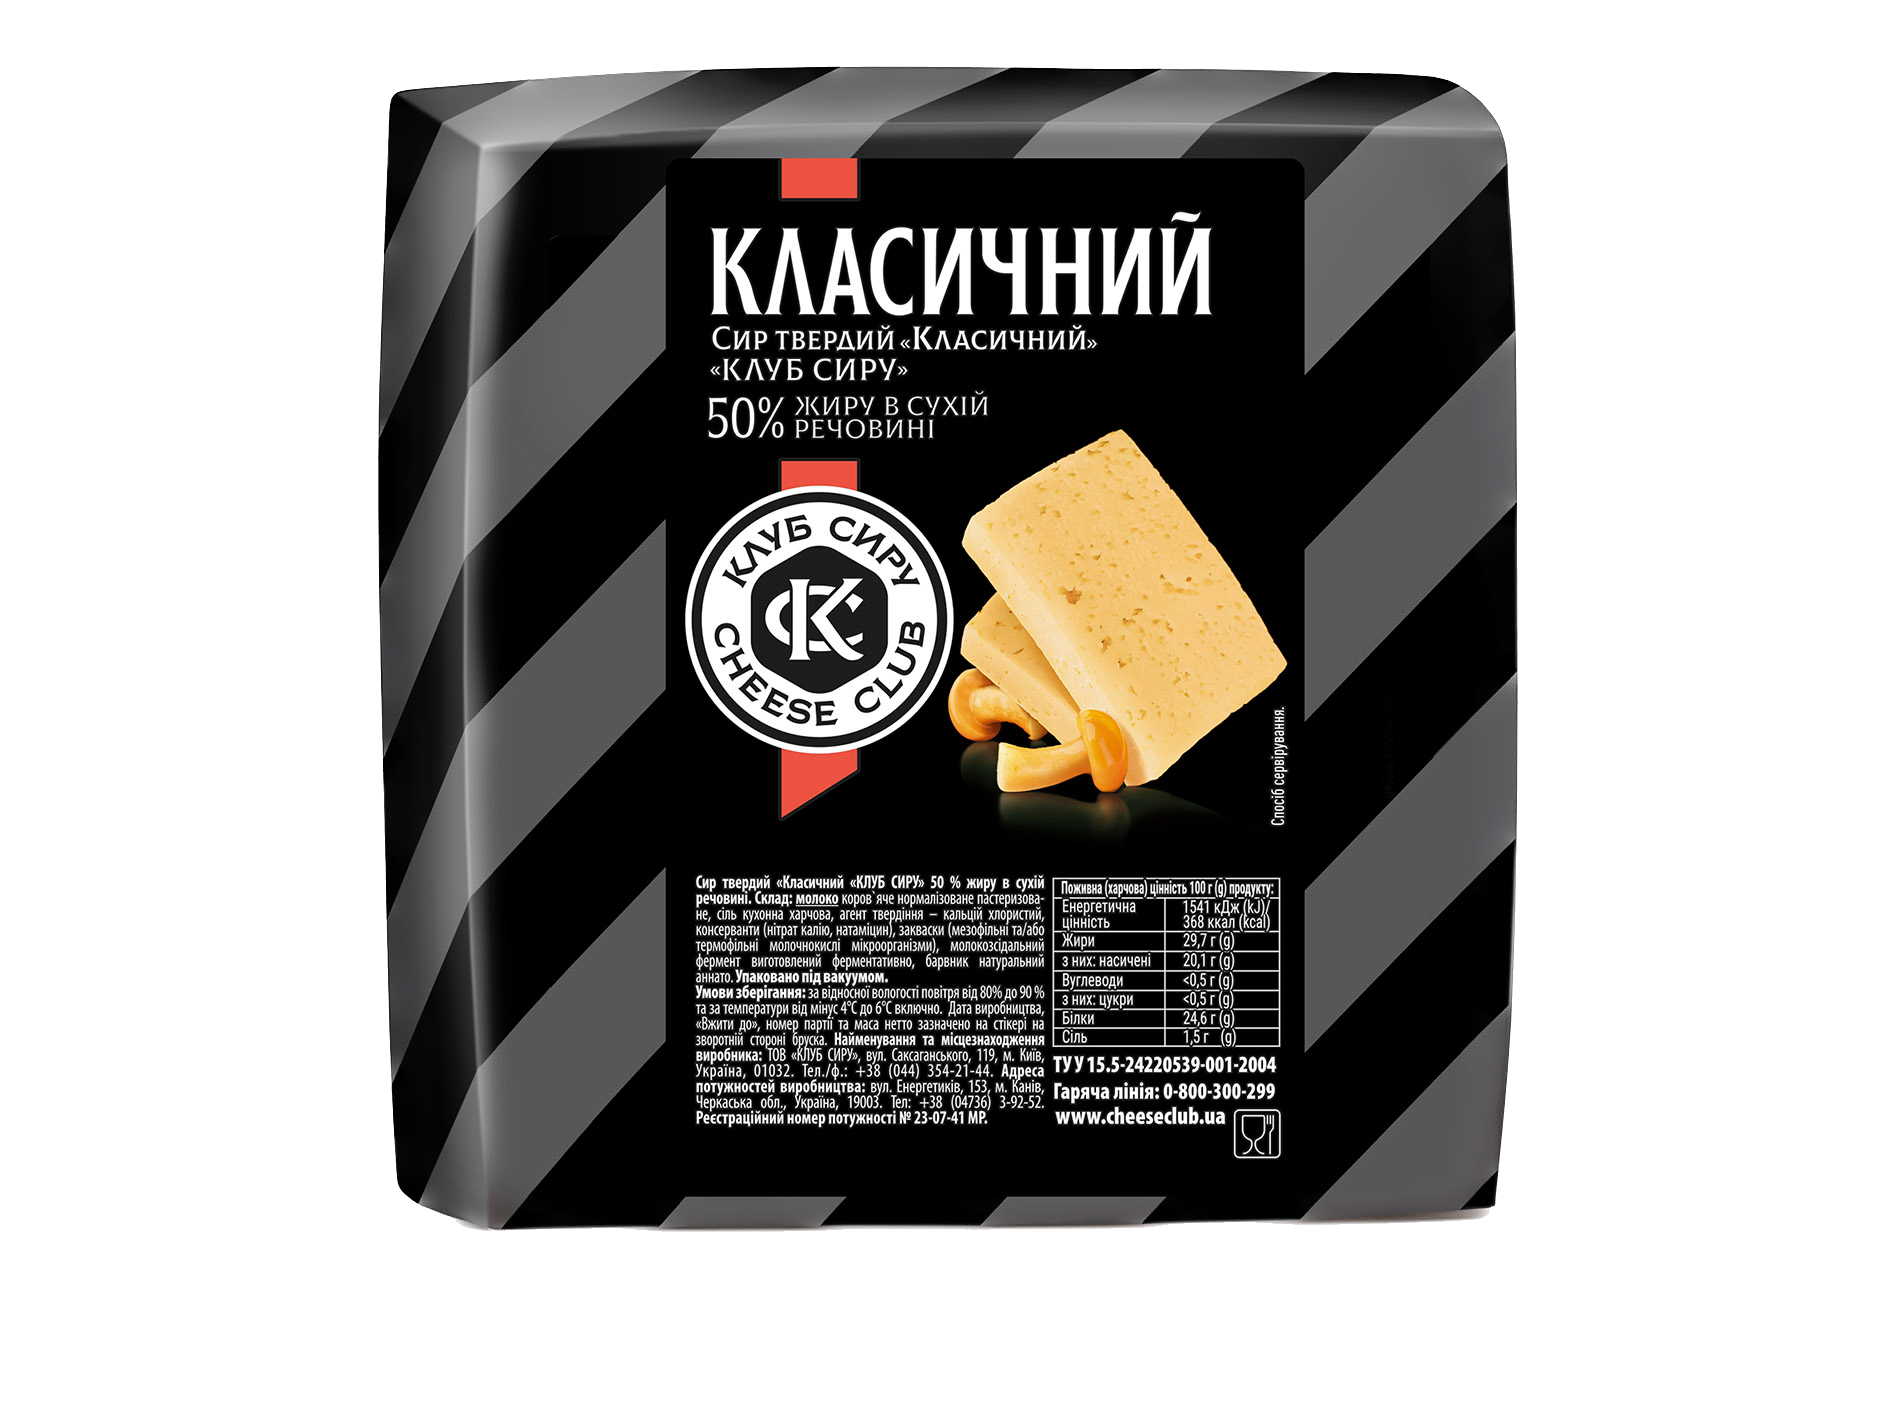 КЛАСИЧНИЙ
Сир твердий «Класичний»
«КЛУБ СИРУ»
50% ЖИРУ В СУХІЙ
РЕЧОВИНІ
КЛУБ СИРУ
КС
CHEESE CLUB
Спосіб сервірування.
Сир твердий «Класичний «КЛУБ СИРУ» 50 % жиру в сухій
речовині. Склад: молоко коров`яче нормалізоване пастеризова-
не, сіль кухонна харчова, агент твердіння – кальцій хлористий,
консерванти (нітрат калію, натаміцин), закваски (мезофільні та/або
термофільні молочнокислі мікроорганізми), молокозсідальний
фермент виготовлений ферментативно, барвник натуральний
аннато. Упаковано під вакуумом.
Умови зберігання: за відносної вологості повітря від 80% до 90 %
та за температури від мінус 4°С до 6°С включно. Дата виробництва,
«Вжити до», номер партії та маса нетто зазначено на стікері на
зворотній стороні бруска. Найменування та місцезнаходження
виробника: ТОВ «КЛУБ СИРУ», вул. Саксаганського, 119, м. Київ,
Україна, 01032. Тел./ф.: +38 (044) 354-21-44. Адреса
потужностей виробництва: вул. Енергетиків, 153, м. Канів,
Черкаська обл., Україна, 19003. Тел: +38 (04736) 3-92-52.
Реєстраційний номер потужності № 23-07-41 МР.
Поживна (харчова) цінність 100 г (g) продукту:
Енергетична 1541 кДж (kJ)/
цінність 368 ккал (kcal)
Жири 29,7 г (g)
з них: насичені 20,1 г (g)
Вуглеводи <0,5 г (g)
з них: цукри <0,5 г (g)
Білки 24,6 г (g)
Сіль 1,5 г (g)
ТУ У 15.5-24220539-001-2004
Гаряча лінія: 0-800-300-299
www.cheeseclub.ua